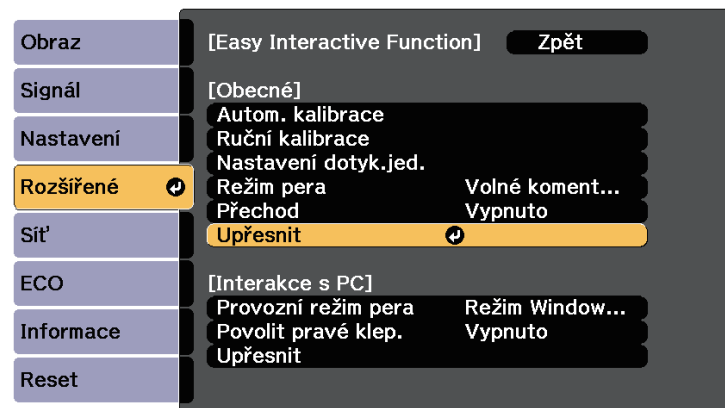 Obraz
Signál
Nastavení
Rozšířené
Síť
ECO
Informace
Reset
[Easy Interactive Function] Zpět
[Obecné]
Autom. kalibrace
Ruční kalibrace
Nastavení dotyk.jed.
Režim pera Volné koment...
Přechod Vypnuto
Upřesnit
[Interakce s PC]
Provozní režim pera Režim Window...
Povolit pravé klep. Vypnuto
Upřesnit